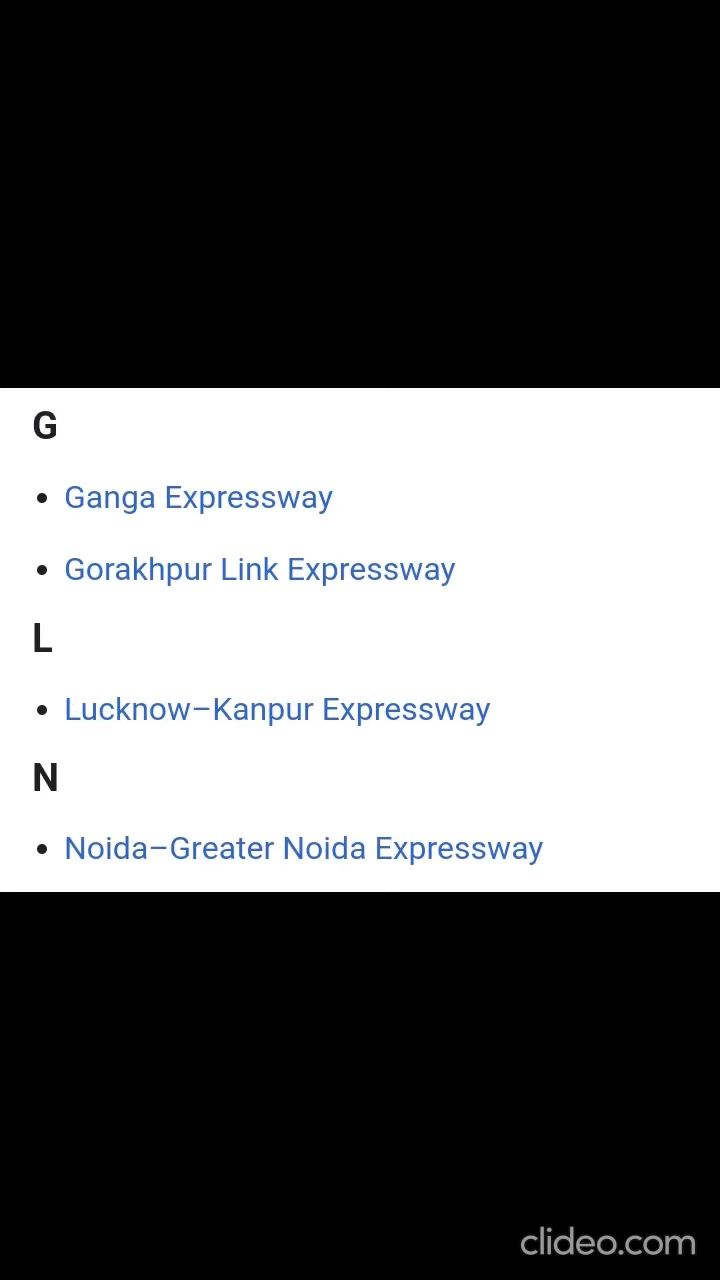 G
• Ganga Expressway
• Gorakhpur Link Expressway
L
• Lucknow–Kanpur Expressway
N
• Noida–Greater Noida Expressway
clideo.com